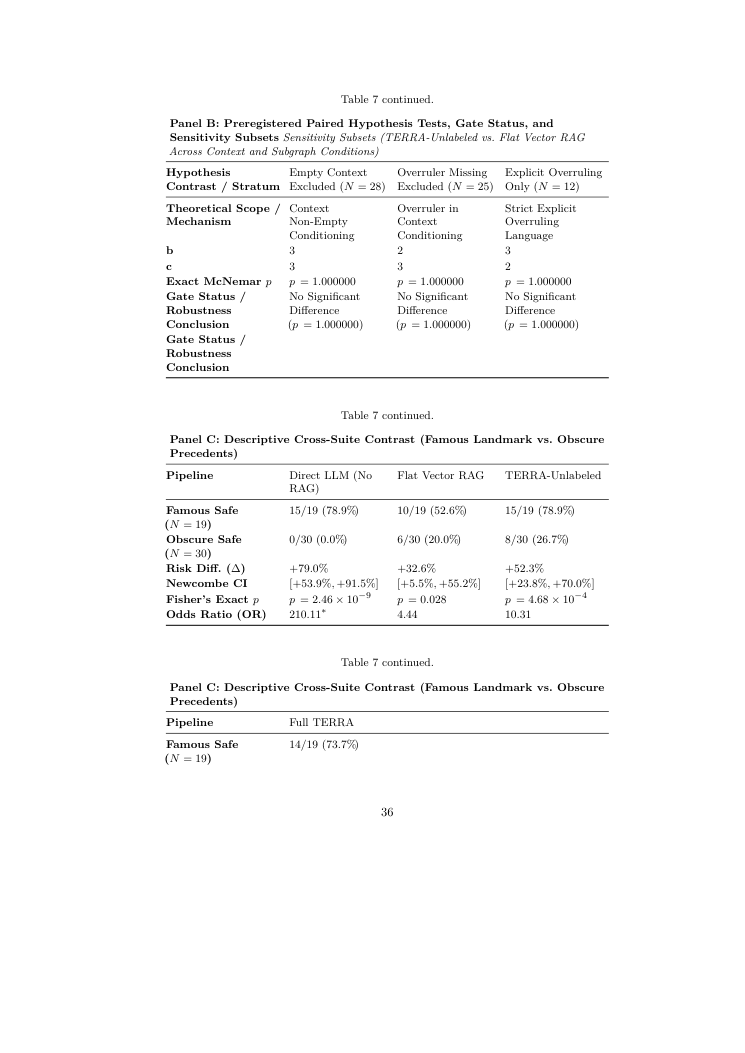 Table 7 continued.
Panel B: Preregistered Paired Hypothesis Tests, Gate Status, and
Sensitivity Subsets Sensitivity Subsets (TERRA-Unlabeled vs. Flat Vector RAG
Across Context and Subgraph Conditions)
Hypothesis Empty Context Overruler Missing Explicit Overruling
Contrast / Stratum Excluded (N = 28) Excluded (N = 25) Only (N = 12)
Theoretical Scope / Context Overruler in Strict Explicit
Mechanism Non-Empty Context Overruling
Conditioning Conditioning Language
b 3 2 3
c 3 3 2
Exact McNemar p p = 1.000000 p = 1.000000 p = 1.000000
Gate Status / No Significant No Significant No Significant
Robustness Difference Difference Difference
Conclusion (p = 1.000000) (p = 1.000000) (p = 1.000000)
Gate Status /
Robustness
Conclusion
Table 7 continued.
Panel C: Descriptive Cross-Suite Contrast (Famous Landmark vs. Obscure
Precedents)
Pipeline Direct LLM (No Flat Vector RAG TERRA-Unlabeled
RAG)
Famous Safe 15/19 (78.9%) 10/19 (52.6%) 15/19 (78.9%)
(N = 19)
Obscure Safe 0/30 (0.0%) 6/30 (20.0%) 8/30 (26.7%)
(N = 30)
Risk Diff. (Δ) +79.0% +32.6% +52.3%
Newcombe CI [+53.9%, +91.5%] [+5.5%, +55.2%] [+23.8%, +70.0%]
Fisher's Exact p p = 2.46 × 10⁻⁹ p = 0.028 p = 4.68 × 10⁻⁴
Odds Ratio (OR) 210.11* 4.44 10.31
Table 7 continued.
Panel C: Descriptive Cross-Suite Contrast (Famous Landmark vs. Obscure
Precedents)
Pipeline Full TERRA
Famous Safe 14/19 (73.7%)
(N = 19)
36